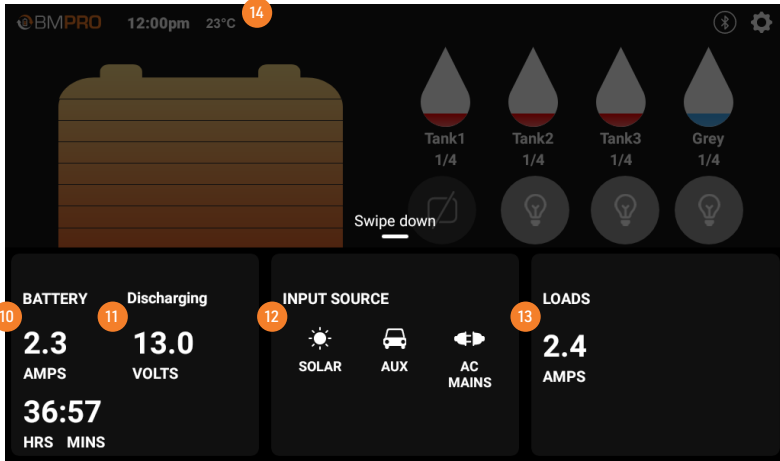 BMPRO 12:00pm 23°C 14
Tank1 Tank2 Tank3 Grey
1/4 1/4 1/4 1/4
Swipe down
BATTERY Discharging INPUT SOURCE LOADS
10 11 12 13
2.3 13.0 2.4
AMPS VOLTS SOLAR AUX AC MAINS AMPS
36:57
HRS MINS